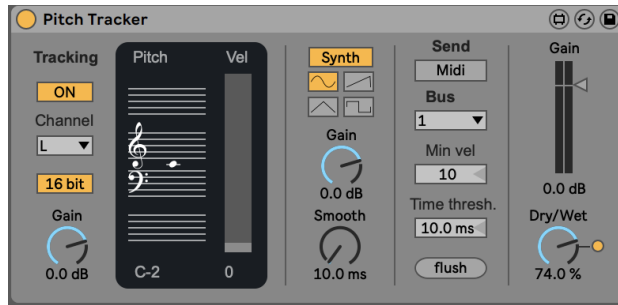 Pitch Tracker
Tracking
ON
Channel
L
16 bit
Gain
0.0 dB
Pitch
Vel
C-2
0
Synth
Gain
0.0 dB
Smooth
10.0 ms
Send
Midi
Bus
1
Min vel
10
Time thresh.
10.0 ms
flush
Gain
0.0 dB
Dry/Wet
74.0 %